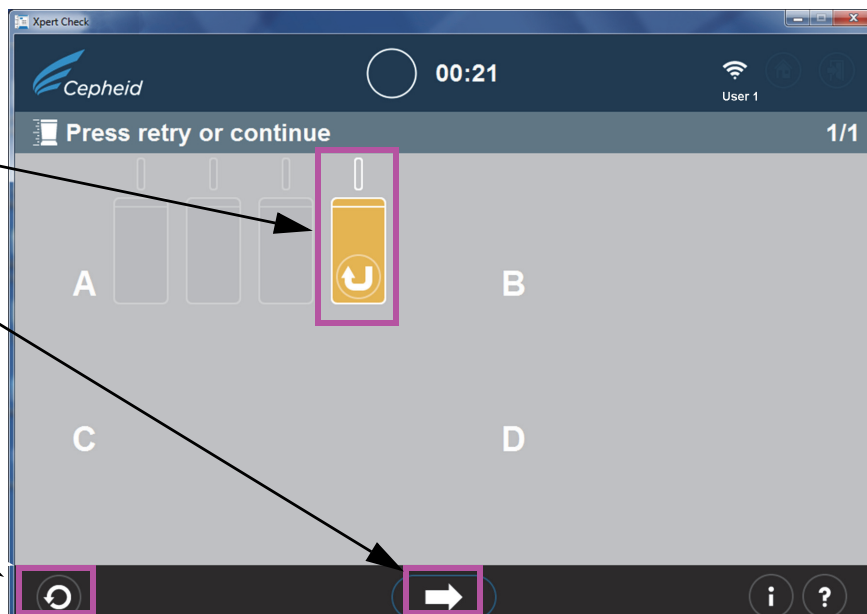 Xpert Check
Cepheid
00:21
User 1
Press retry or continue
1/1
A
B
C
D
i
?